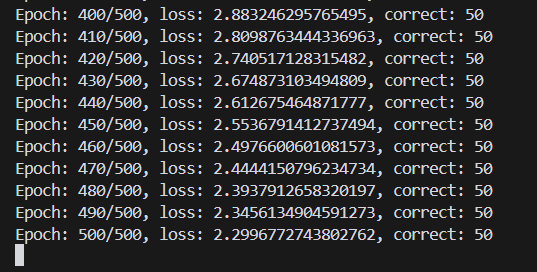 Epoch: 400/500, loss: 2.883246295765495, correct: 50
Epoch: 410/500, loss: 2.8098763444336963, correct: 50
Epoch: 420/500, loss: 2.740517128315482, correct: 50
Epoch: 430/500, loss: 2.674873103494809, correct: 50
Epoch: 440/500, loss: 2.612675464871777, correct: 50
Epoch: 450/500, loss: 2.5536791412737494, correct: 50
Epoch: 460/500, loss: 2.4976600601081573, correct: 50
Epoch: 470/500, loss: 2.4444150796234734, correct: 50
Epoch: 480/500, loss: 2.3937912658320197, correct: 50
Epoch: 490/500, loss: 2.3456134904591273, correct: 50
Epoch: 500/500, loss: 2.2996772743802762, correct: 50